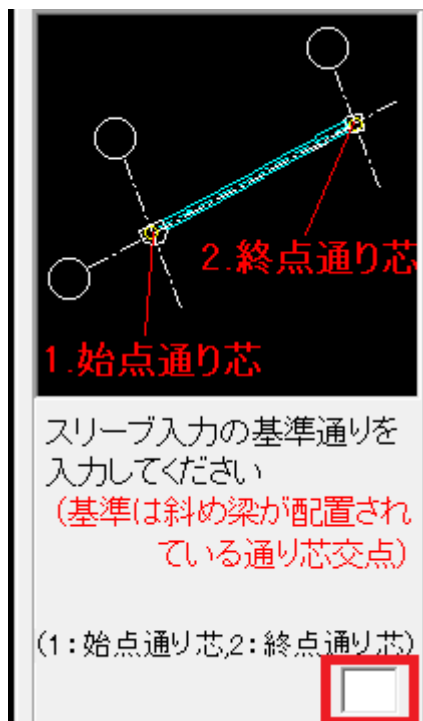 2.終点通り芯
1.始点通り芯
スリーブ入力の基準通りを
入力してください
(基準は斜め梁が配置され
ている通り芯交点)
(1:始点通り芯,2:終点通り芯)